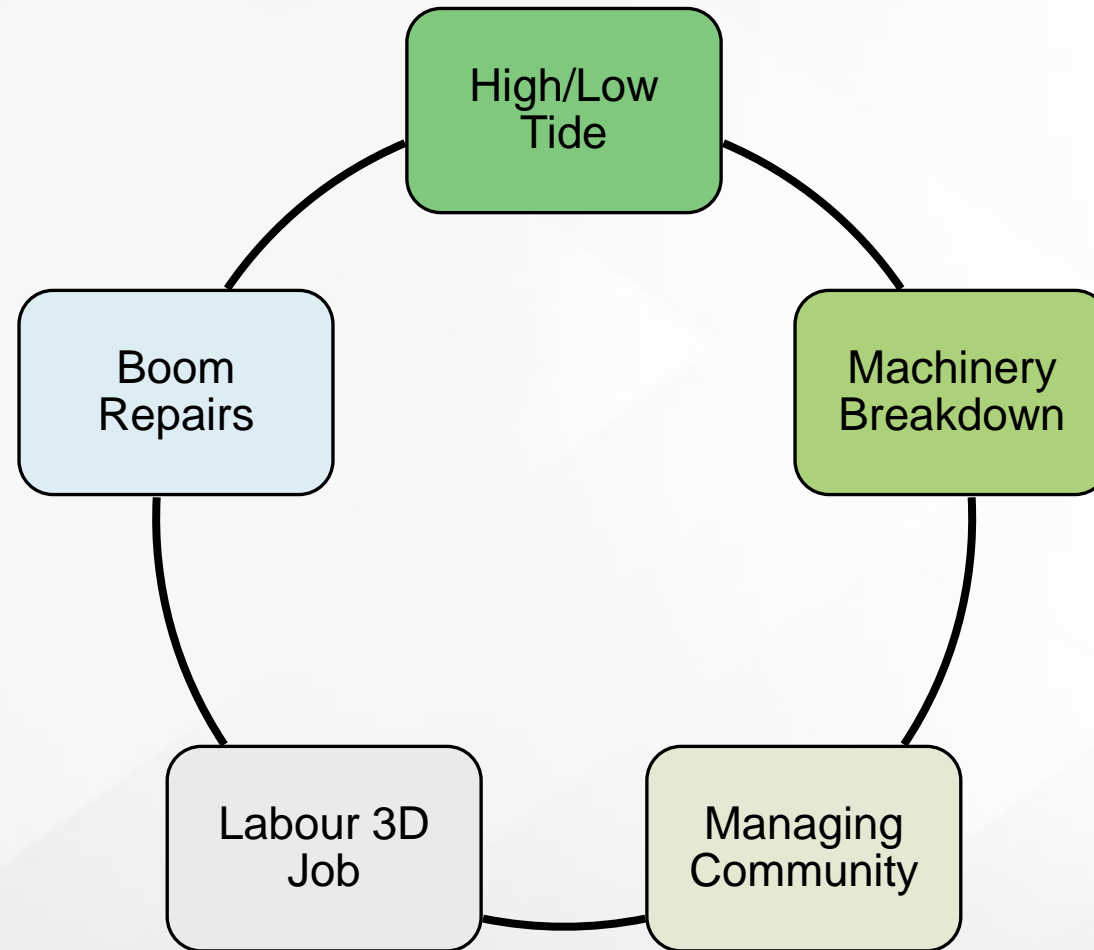 High/Low
Tide
Machinery
Breakdown
Managing
Community
Labour 3D
Job
Boom
Repairs